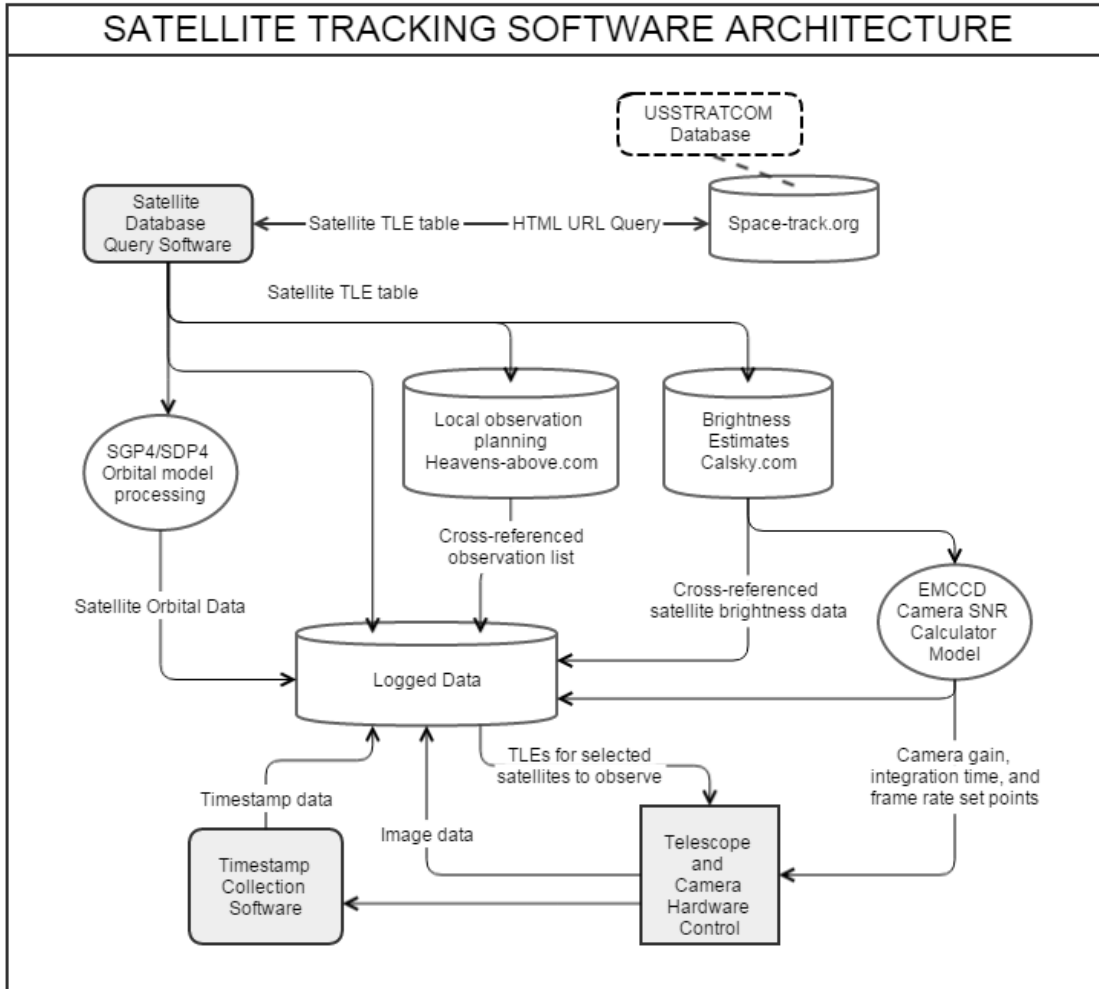 SATELLITE TRACKING SOFTWARE ARCHITECTURE
USSTRATCOM
Database
Satellite
Database
Query Software
Satellite TLE table
HTML URL Query
Space-track.org
Satellite TLE table
SGP4/SDP4
Orbital model
processing
Local observation
planning
Heavens-above.com
Brightness
Estimates
Calsky.com
Cross-referenced
observation list
Satellite Orbital Data
Cross-referenced
satellite brightness data
EMCCD
Camera SNR
Calculator
Model
Logged Data
TLEs for selected
satellites to observe
Camera gain,
integration time, and
frame rate set points
Timestamp data
Image data
Timestamp
Collection
Software
Telescope
and
Camera
Hardware
Control